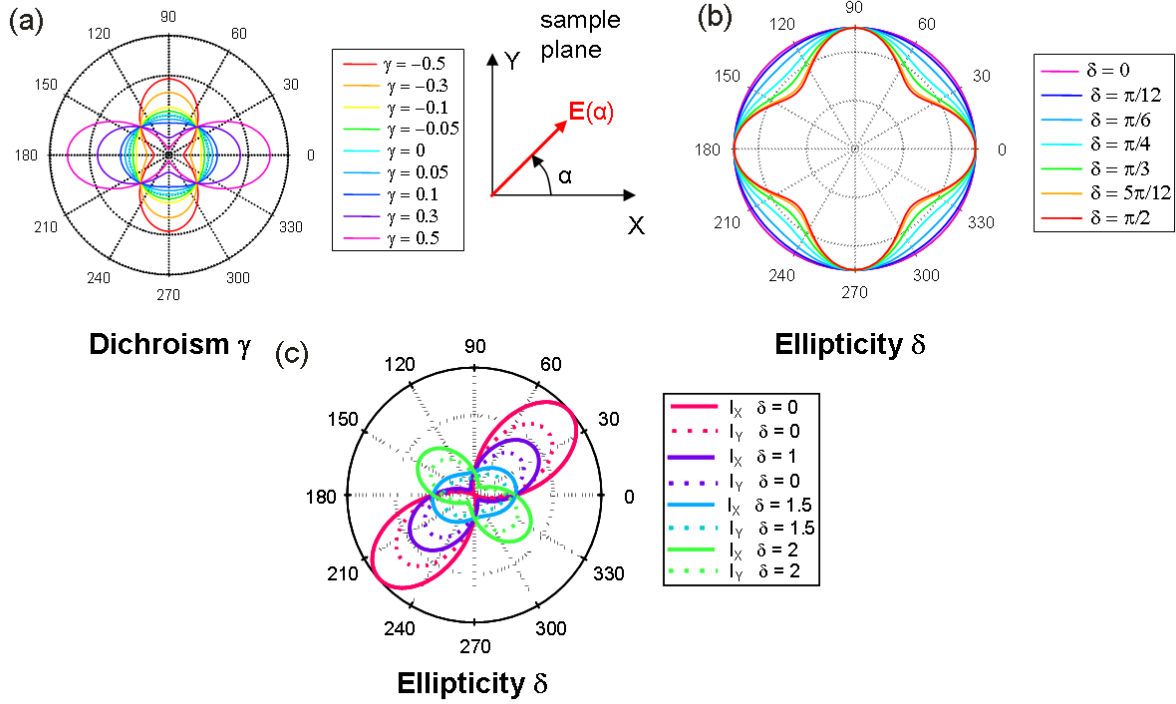 (a)
90
120
60
150
30
180
0
210
330
240
300
270
γ = −0.5
γ = −0.3
γ = −0.1
γ = −0.05
γ = 0
γ = 0.05
γ = 0.1
γ = 0.3
γ = 0.5
Dichroism γ
sample
plane
Y
E(α)
α
X
(b)
90
120
60
150
30
180
0
210
330
240
300
270
δ = 0
δ = π/12
δ = π/6
δ = π/4
δ = π/3
δ = 5π/12
δ = π/2
Ellipticity δ
(c)
90
120
60
150
30
180
0
210
330
240
300
270
I_X δ = 0
I_Y δ = 0
I_X δ = 1
I_Y δ = 0
I_X δ = 1.5
I_Y δ = 1.5
I_X δ = 2
I_Y δ = 2
Ellipticity δ